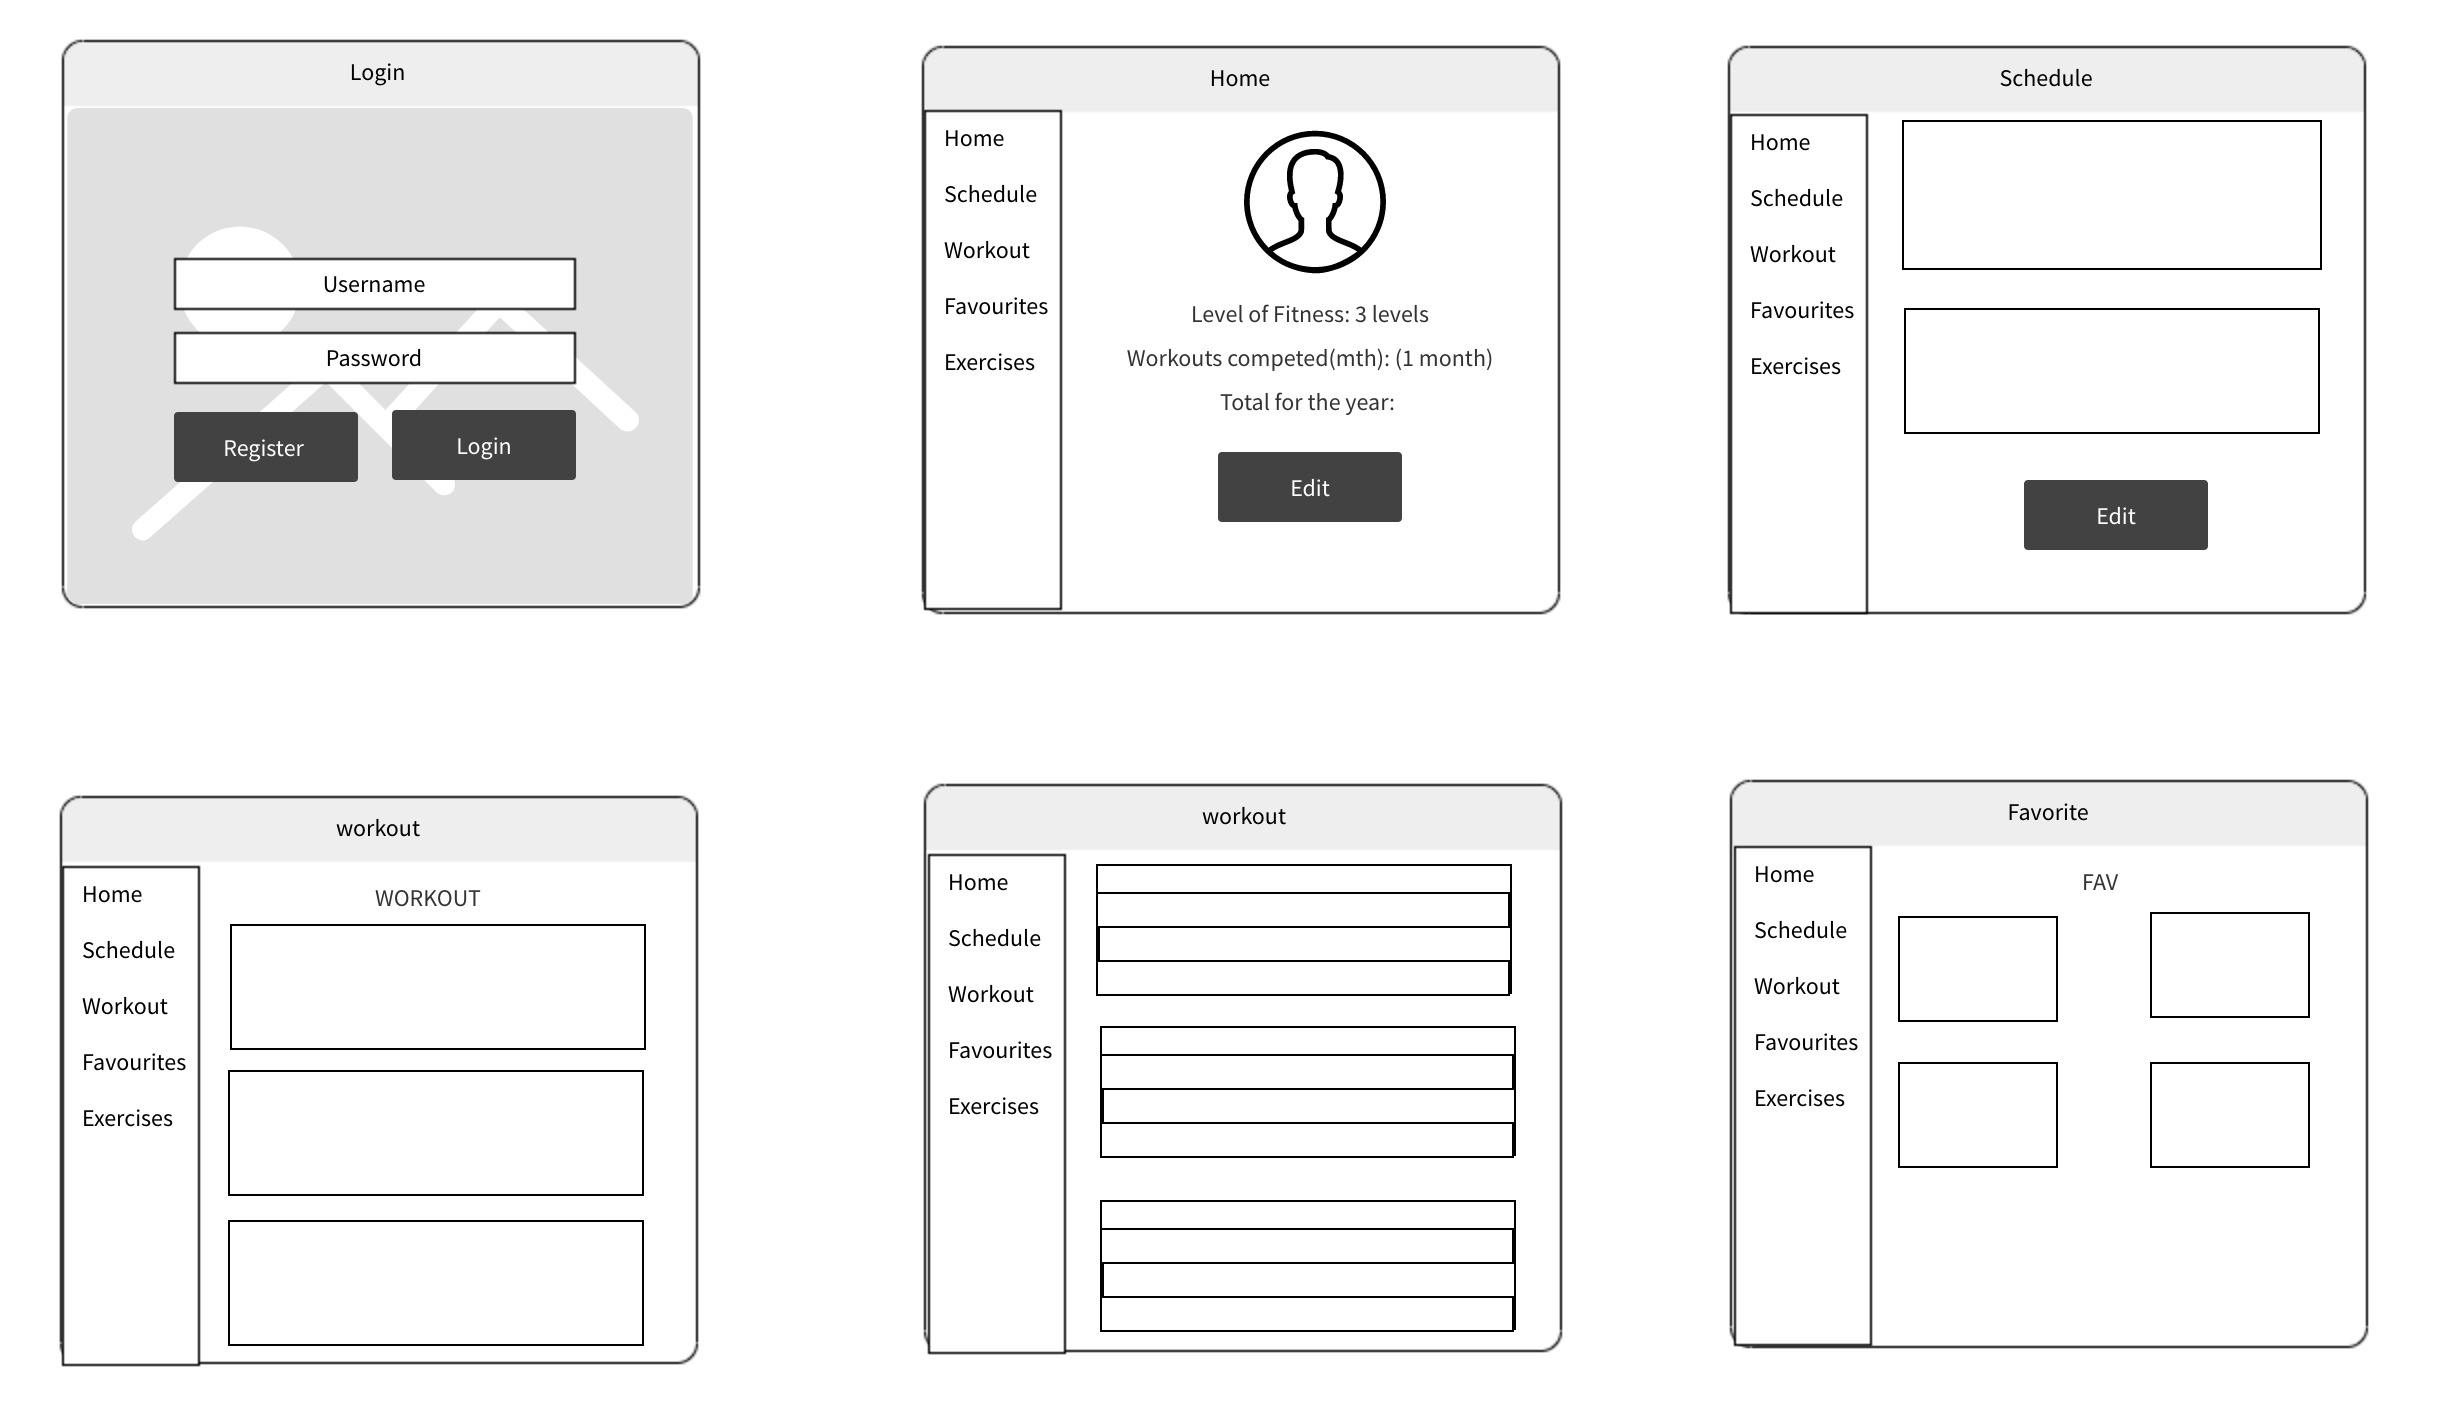 Login
Username
Password
Register
Login
Home
Home
Schedule
Workout
Favourites
Exercises
Level of Fitness: 3 levels
Workouts competed(mth): (1 month)
Total for the year:
Edit
Schedule
Home
Schedule
Workout
Favourites
Exercises
Edit
workout
Home
Schedule
Workout
Favourites
Exercises
WORKOUT
workout
Home
Schedule
Workout
Favourites
Exercises
Favorite
Home
Schedule
Workout
Favourites
Exercises
FAV